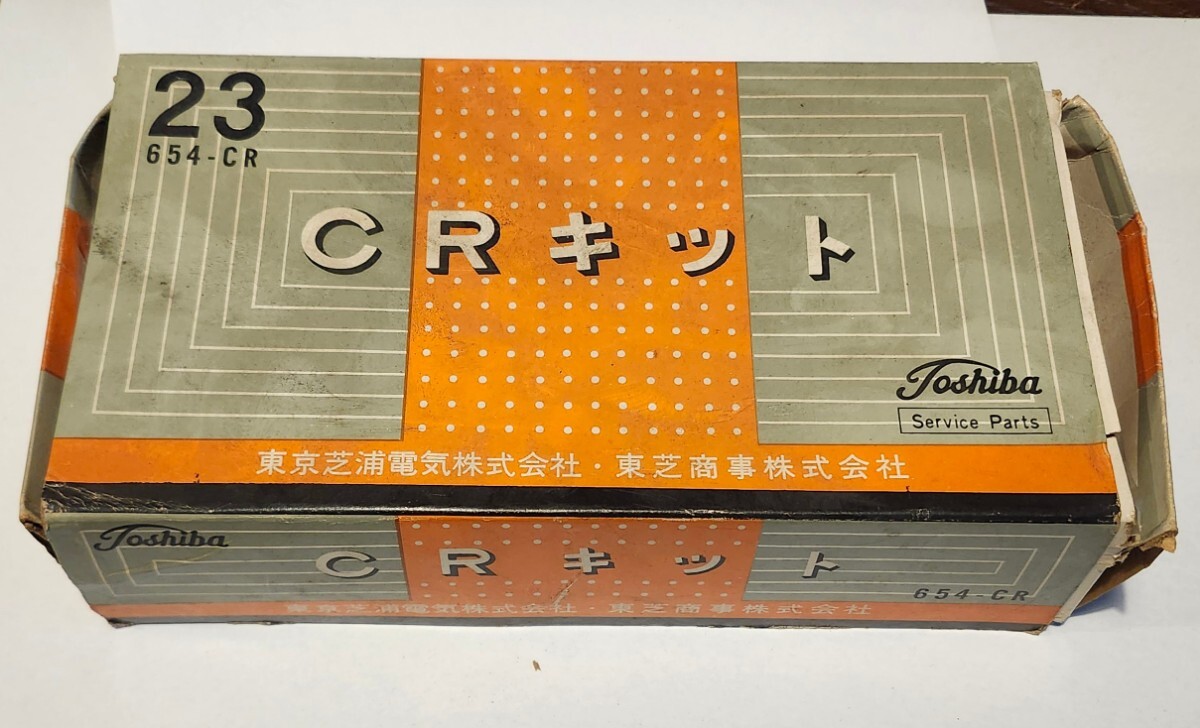 23
654-CR
CRキット
Toshiba
Service Parts
東京芝浦電気株式会社・東芝商事株式会社
Toshiba
CRキット
654-CR
東京芝浦電気株式会社・東芝商事株式会社